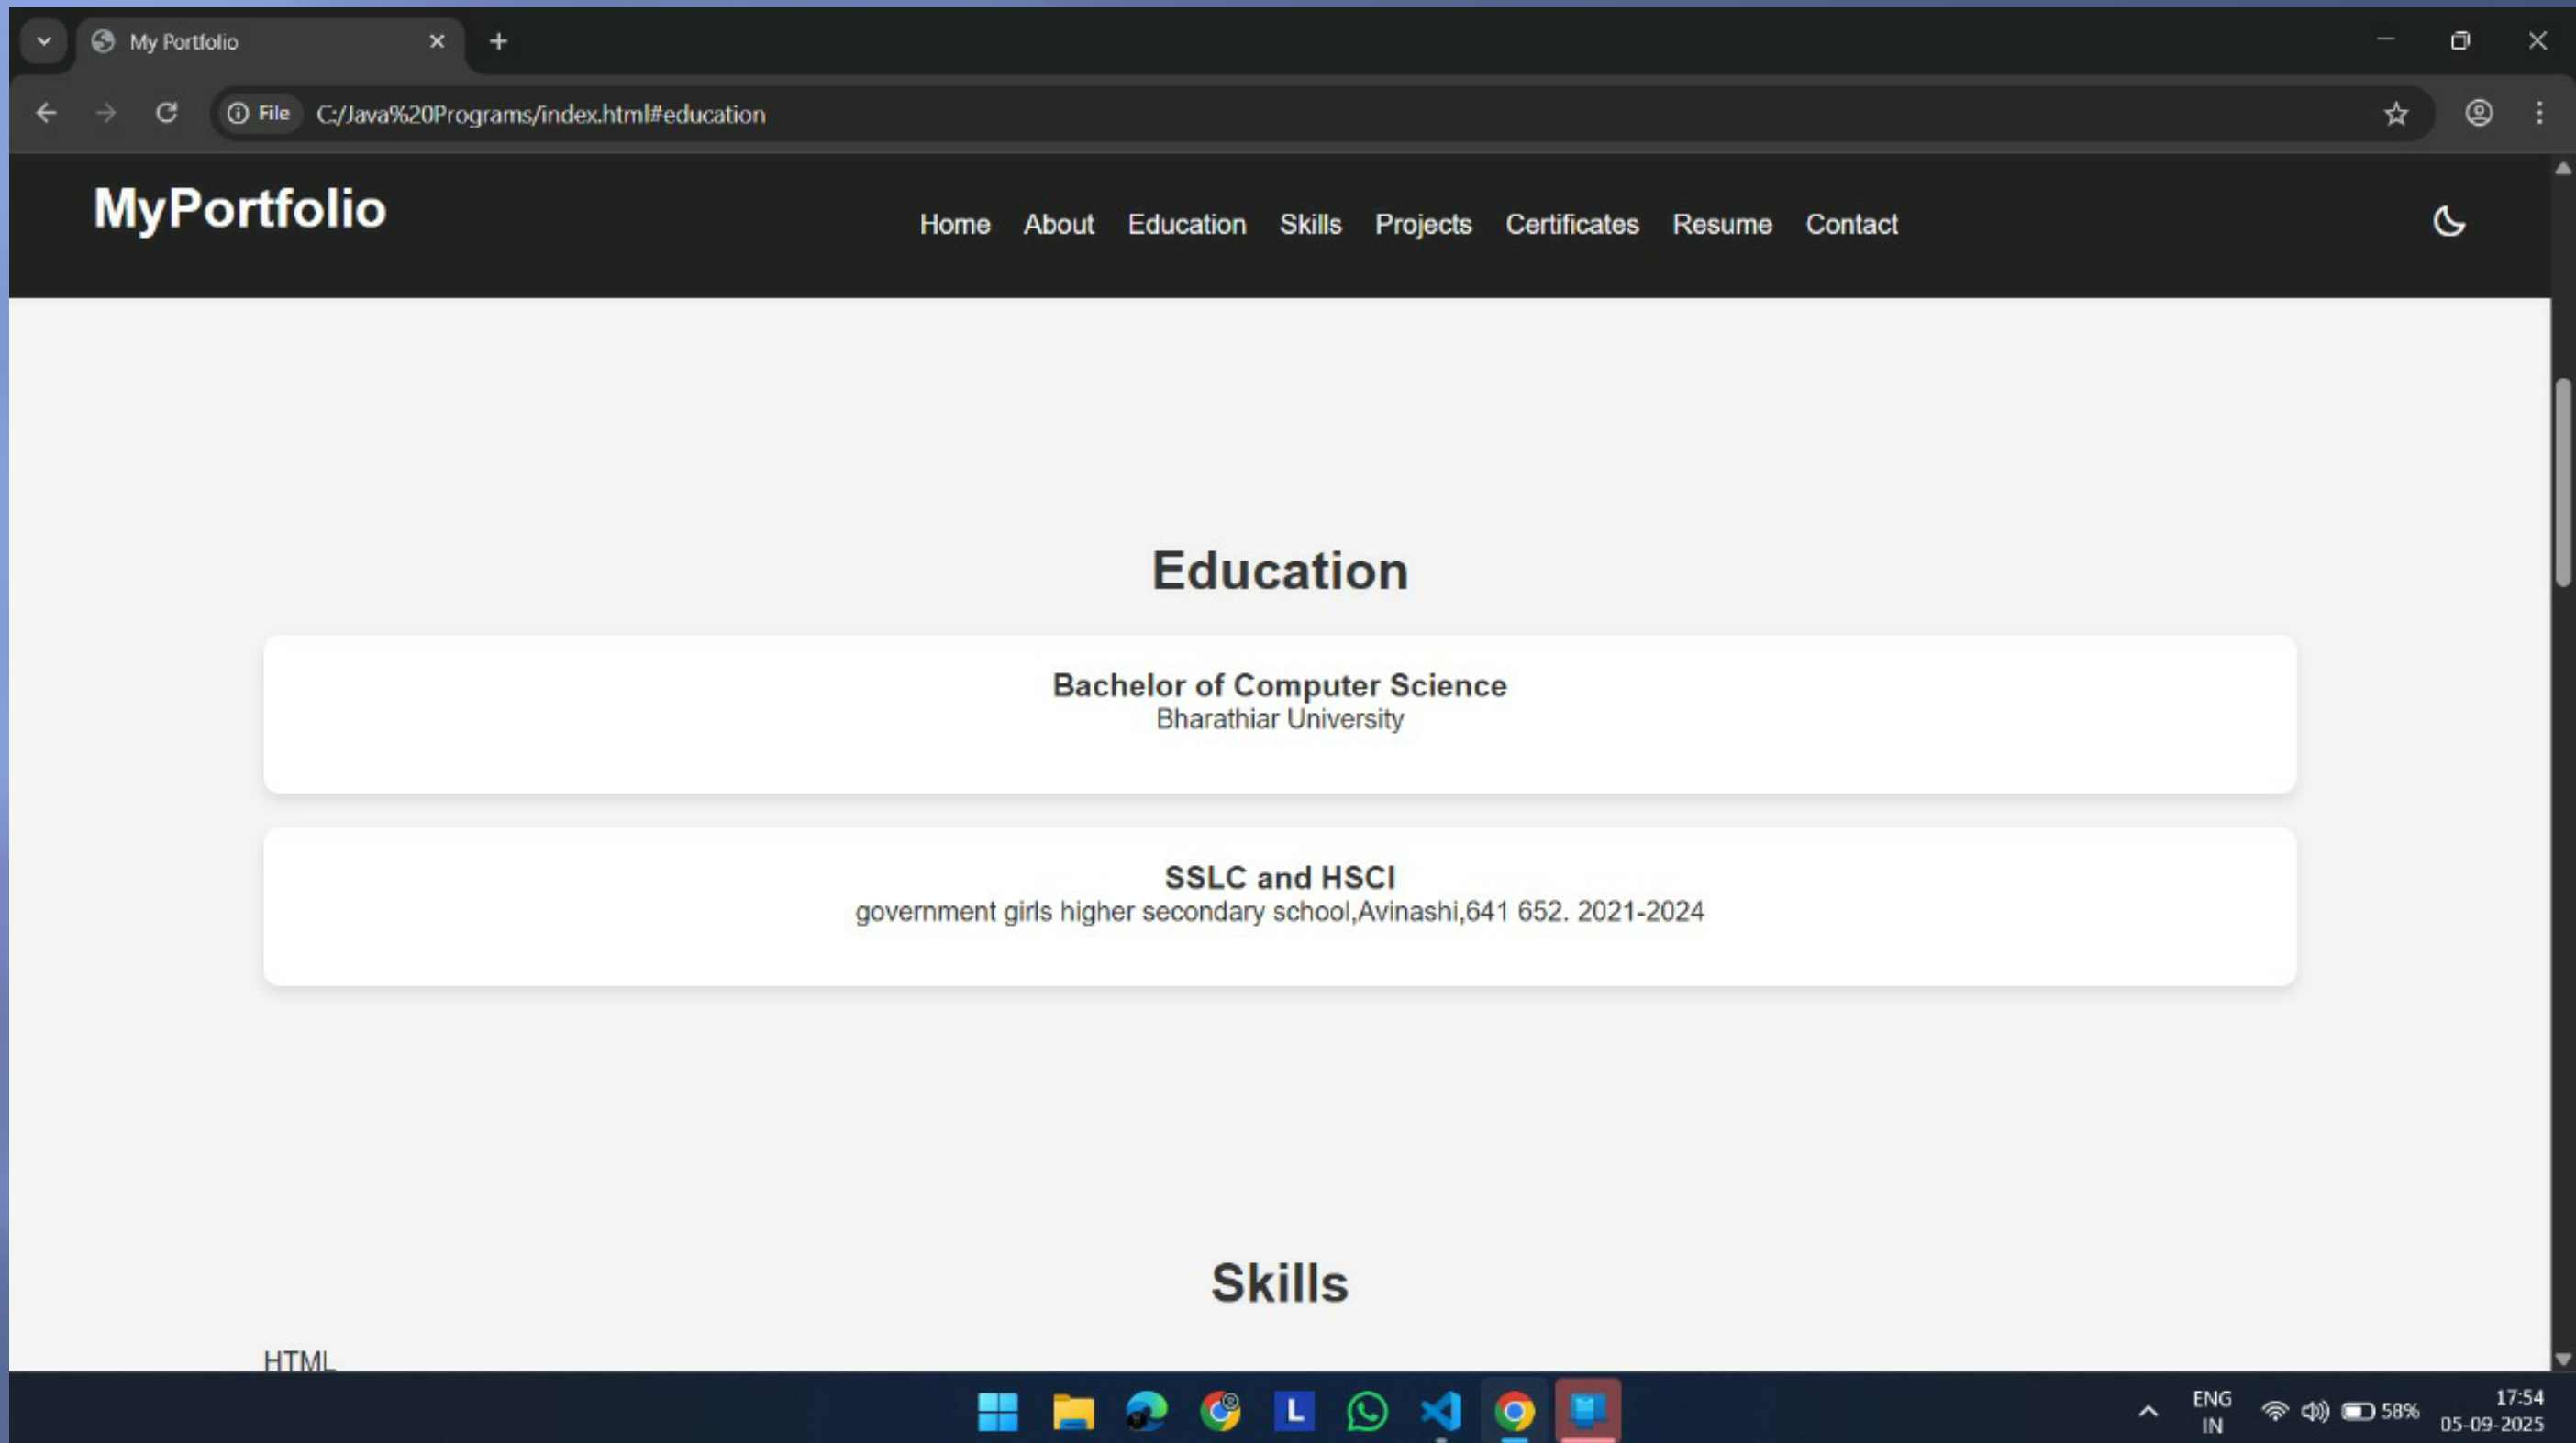 My Portfolio
File C:/Java%20Programs/index.html#education
MyPortfolio
Home About Education Skills Projects Certificates Resume Contact
Education
Bachelor of Computer Science
Bharathiar University
SSLC and HSCI
government girls higher secondary school,Avinashi,641 652. 2021-2024
Skills
HTML
L
ENG
IN
58%
17:54
05-09-2025